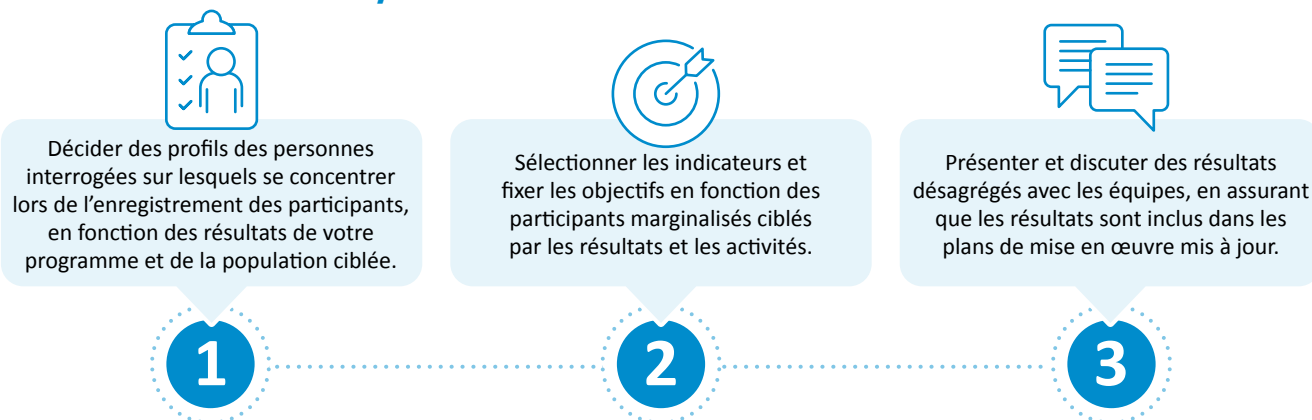 Décider des profils des personnes
interrogées sur lesquels se concentrer
lors de l’enregistrement des participants,
en fonction des résultats de votre
programme et de la population ciblée.
Sélectionner les indicateurs et
fixer les objectifs en fonction des
participants marginalisés ciblés
par les résultats et les activités.
Présenter et discuter des résultats
désagrégés avec les équipes, en assurant
que les résultats sont inclus dans les
plans de mise en œuvre mis à jour.
1
2
3